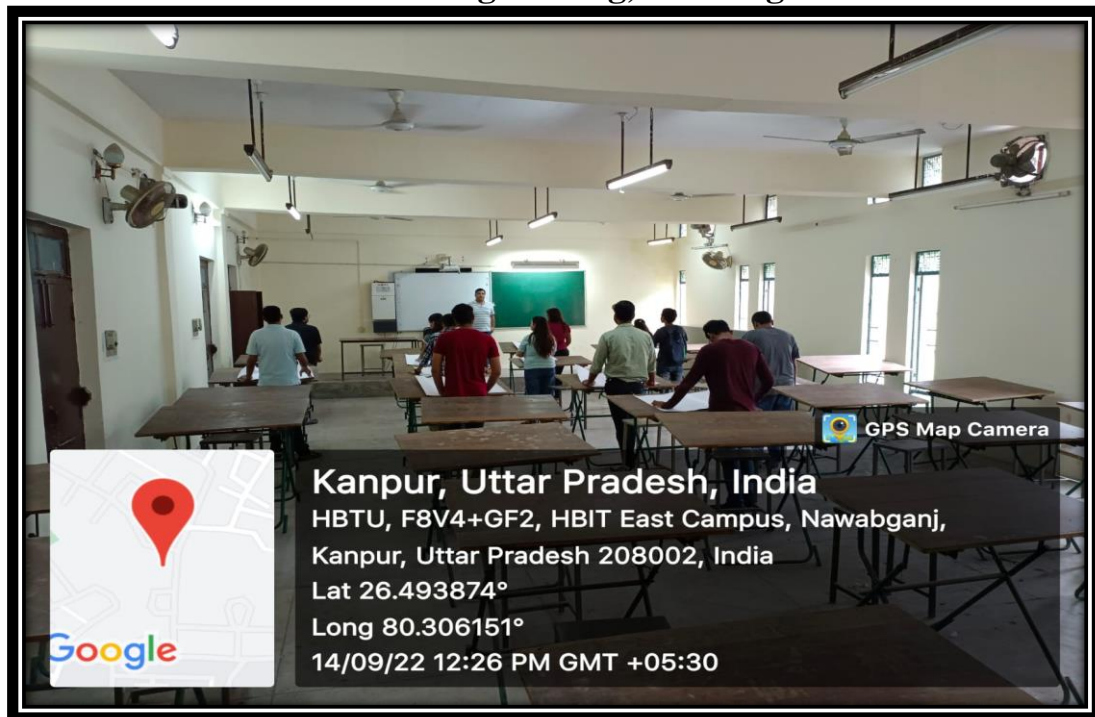 GPS Map Camera
Kanpur, Uttar Pradesh, India
HBTU, F8V4+GF2, HBIT East Campus, Nawabganj,
Kanpur, Uttar Pradesh 208002, India
Lat 26.493874°
Long 80.306151°
14/09/22 12:26 PM GMT +05:30
Google